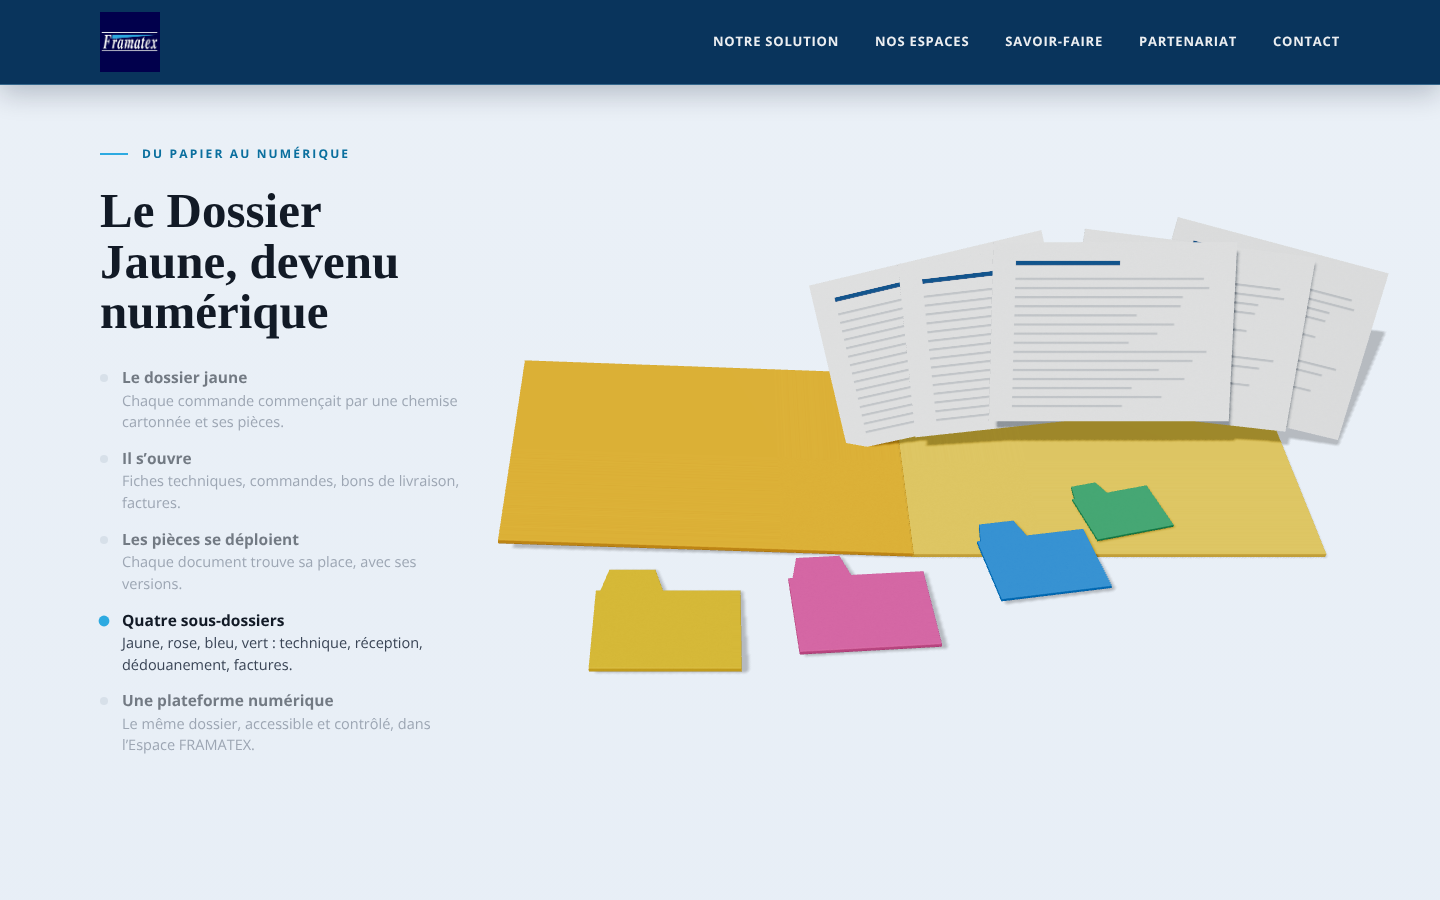 Framatex
NOTRE SOLUTION
NOS ESPACES
SAVOIR-FAIRE
PARTENARIAT
CONTACT
DU PAPIER AU NUMÉRIQUE
Le Dossier
Jaune, devenu
numérique
Le dossier jaune
Chaque commande commençait par une chemise
cartonnée et ses pièces.
Il s’ouvre
Fiches techniques, commandes, bons de livraison,
factures.
Les pièces se déploient
Chaque document trouve sa place, avec ses
versions.
Quatre sous-dossiers
Jaune, rose, bleu, vert : technique, réception,
dédouanement, factures.
Une plateforme numérique
Le même dossier, accessible et contrôlé, dans
l’Espace FRAMATEX.